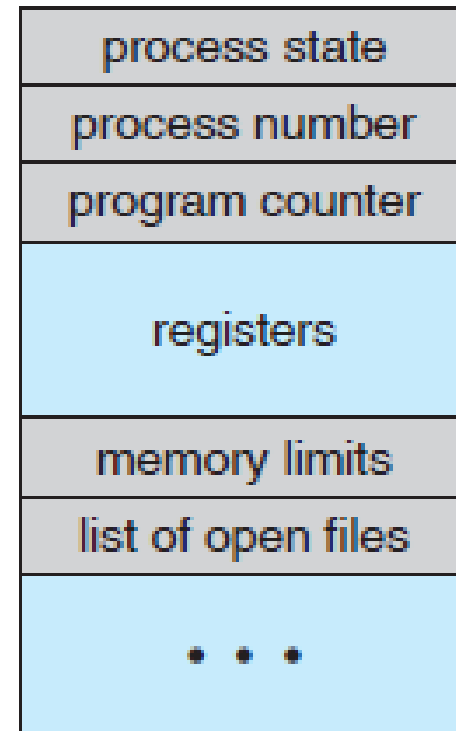 process state
process number
program counter
registers
memory limits
list of open files
• • •